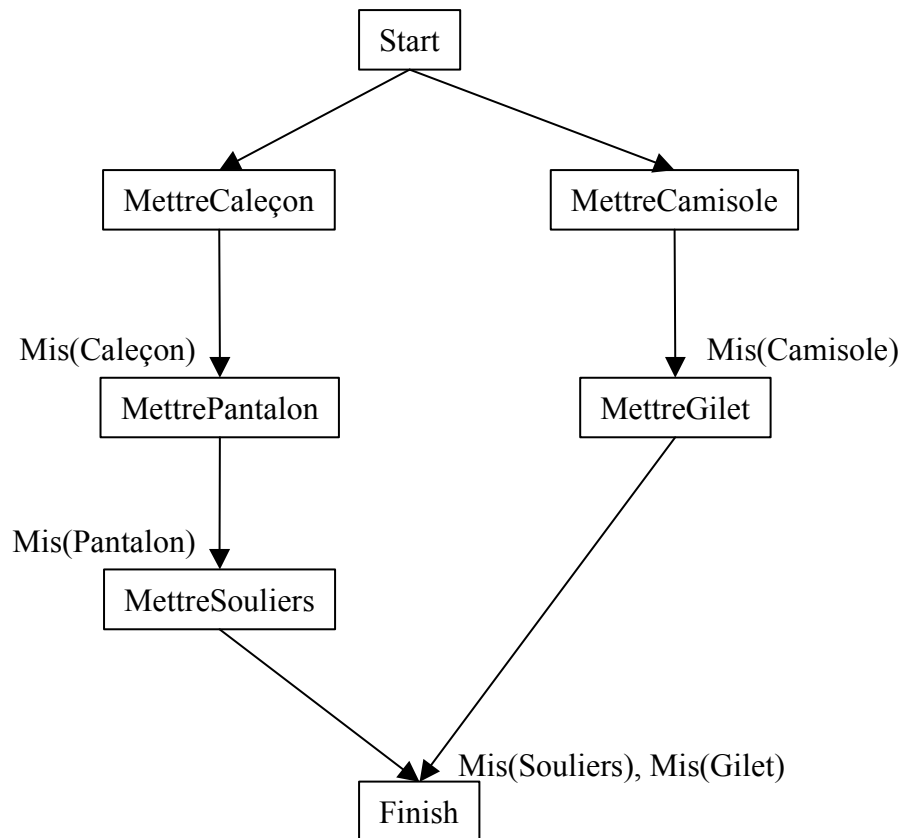 Start
MettreCaleçon
MettreCamisole
Mis(Caleçon)
Mis(Camisole)
MettrePantalon
MettreGilet
Mis(Pantalon)
MettreSouliers
Mis(Souliers), Mis(Gilet)
Finish